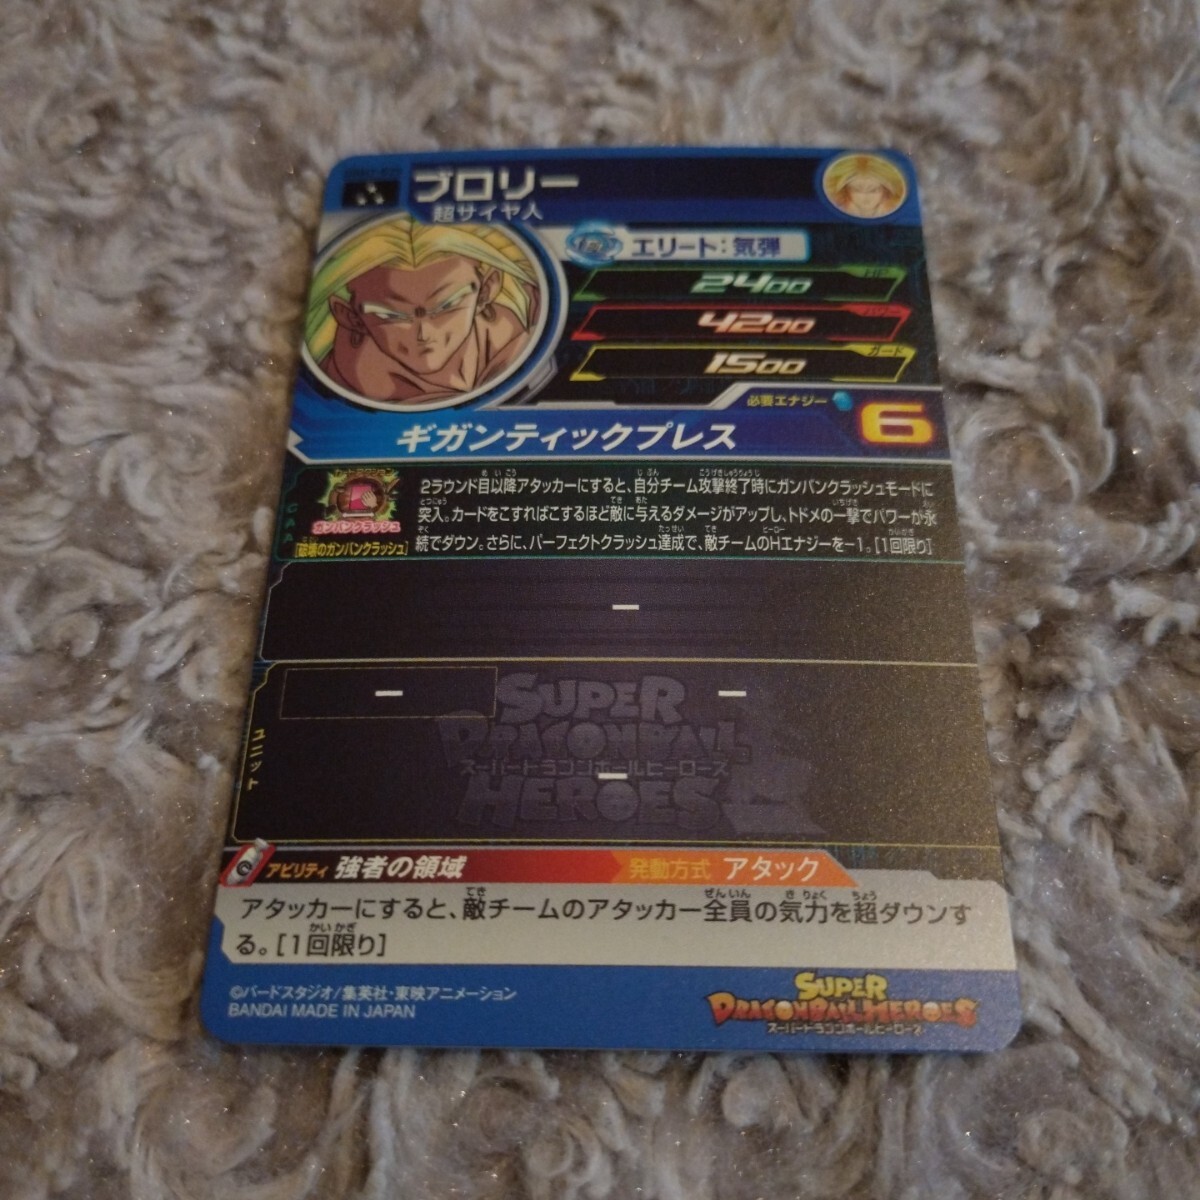 ブロリー
超サイヤ人
エリート:気弾
HP
2400
パワー
4200
ガード
1500
必要エナジー
6
ギガンティックプレス
CAA
ガンバンクラッシュ
[破壊のガンバンクラッシュ]
2ラウンド目以降アタッカーにすると、自分チーム攻撃終了時にガンバンクラッシュモードに
突入。カードをこすればこするほど敵に与えるダメージがアップし、トドメの一撃でパワーが永
続でダウン。さらに、パーフェクトクラッシュ達成で、敵チームのHエナジーを-1。[1回限り]
ー
ー ー
ユニット
ー
SUPER
DRAGONBALL
スーパードラゴンボールヒーローズ
HEROES
アビリティ 強者の領域 発動方式 アタック
アタッカーにすると、敵チームのアタッカー全員の気力を超ダウンす
る。[1回限り]
©バードスタジオ/集英社・東映アニメーション
BANDAI MADE IN JAPAN
SUPER
DRAGONBALL HEROES
スーパードラゴンボールヒーローズ